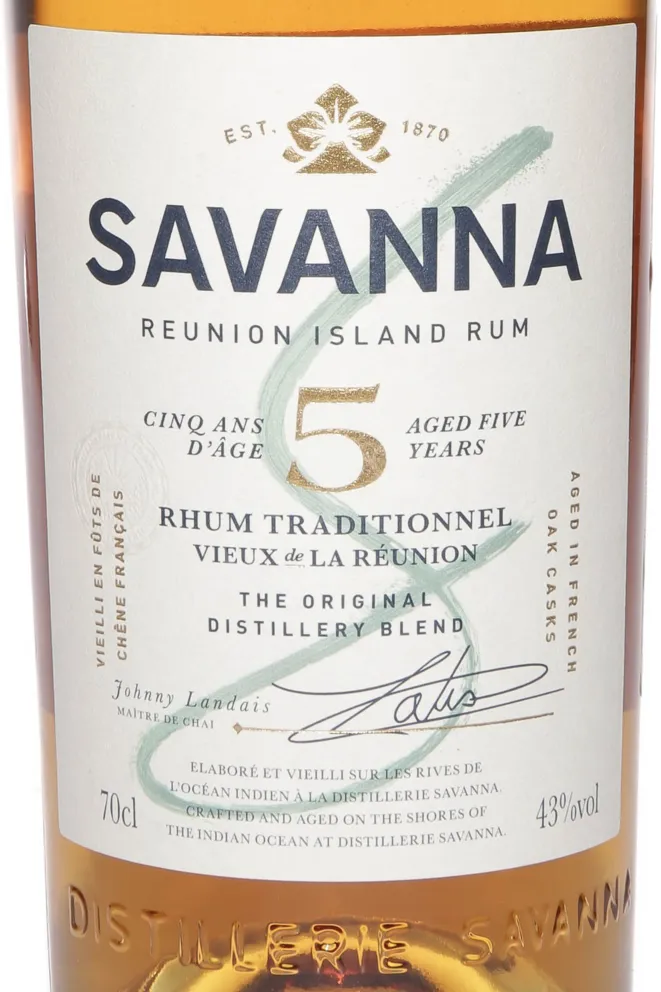 EST. 1870
SAVANNA
REUNION ISLAND RUM
CINQ ANS
D'ÂGE
5
AGED FIVE
YEARS
RHUM TRADITIONNEL
VIEUX de LA RÉUNION
VIEILLI EN FÛTS DE
CHÊNE FRANÇAIS
AGED IN FRENCH
OAK CASKS
THE ORIGINAL
DISTILLERY BLEND
Johnny Landais
MAÎTRE DE CHAI
ELABORÉ ET VIEILLI SUR LES RIVES DE
L'OCÉAN INDIEN À LA DISTILLERIE SAVANNA.
CRAFTED AND AGED ON THE SHORES OF
THE INDIAN OCEAN AT DISTILLERIE SAVANNA.
70cl
43%vol
DISTILLERIE SAVANNA